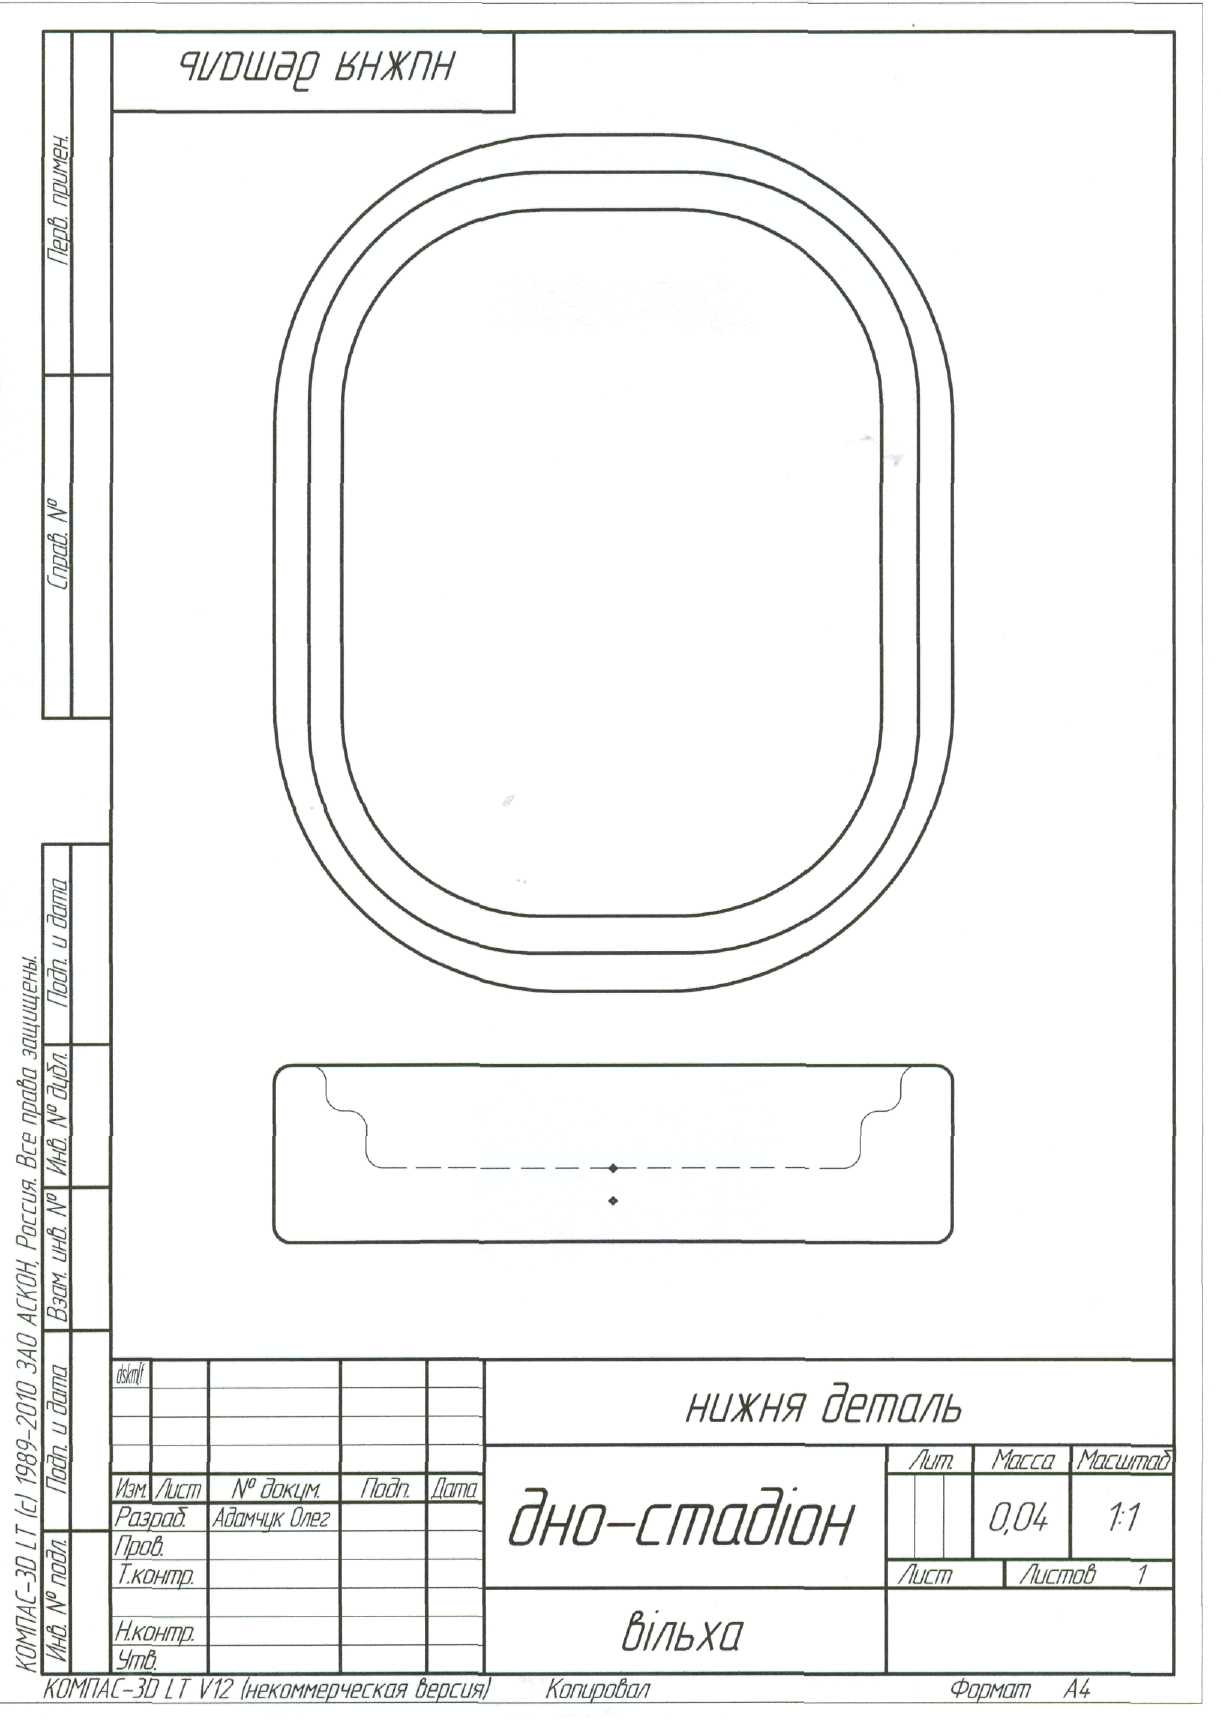 нижня деталь
Перв. примен.
Справ. №
Подп. и дата
Инв. № дубл.
Взам. инв. №
Подп. и дата
Инв. № подл.
КОМПАС-3D LT (с) 1989-2010 ЗАО АСКОН, Россия. Все права защищены.
dskmlf
нижня деталь
Изм. Лист № докум. Подп. Дата
Разраб. Адамчук Олег
Пров.
Т.контр.
Н.контр.
Утв.
дно-стадіон
Лит. Масса Масштаб
0,04 1:1
Лист Листов 1
вільха
КОМПАС-3D LT V12 (некоммерческая версия) Копировал Формат А4